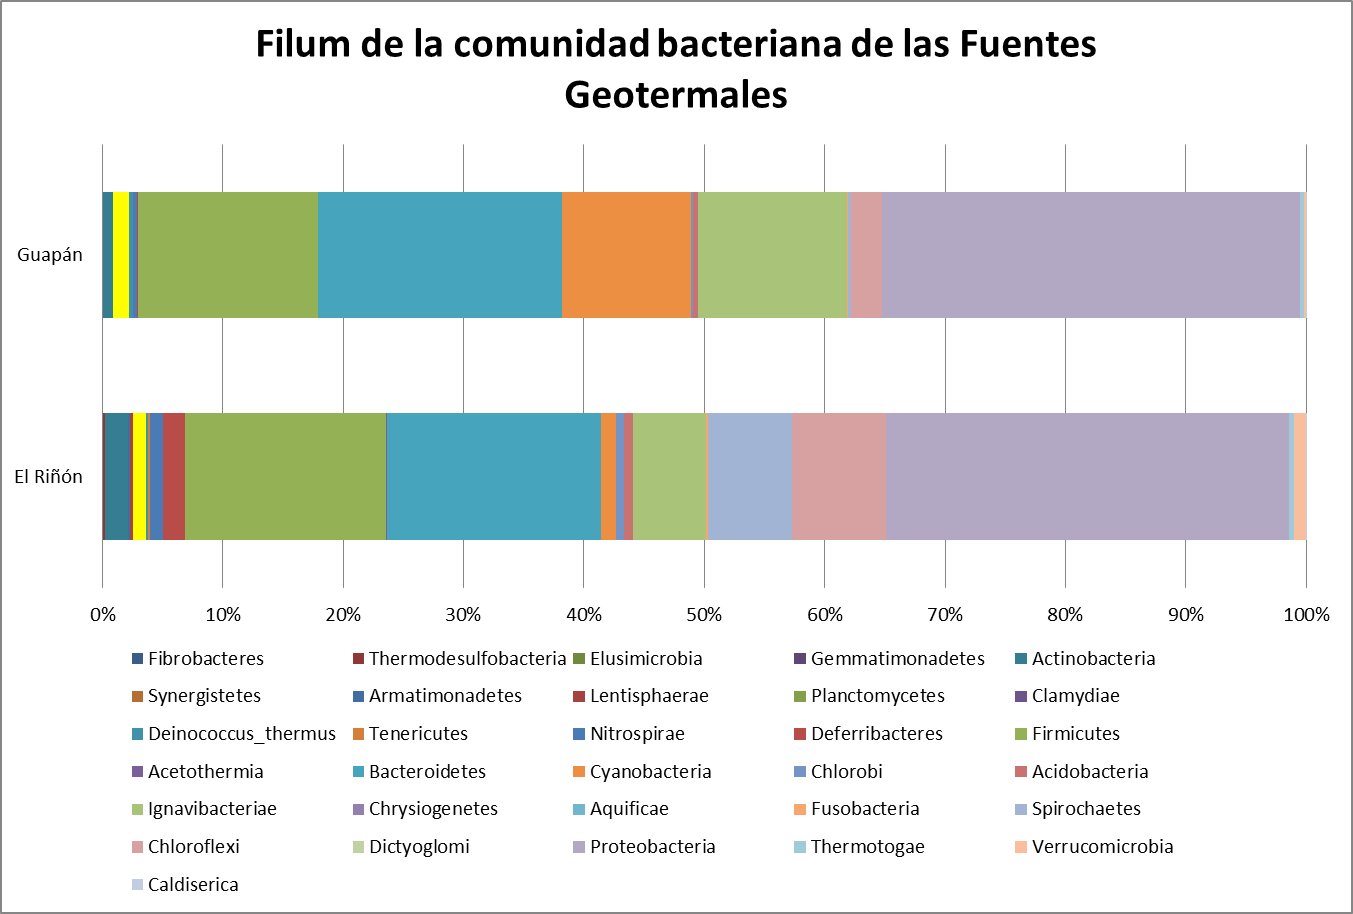 Filum de la comunidad bacteriana de las Fuentes
Geotermales
Guapán
El Riñón
0% 10% 20% 30% 40% 50% 60% 70% 80% 90% 100%
Fibrobacteres Thermodesulfobacteria Elusimicrobia Gemmatimonadetes Actinobacteria
Synergistetes Armatimonadetes Lentisphaerae Planctomycetes Clamydiae
Deinococcus_thermus Tenericutes Nitrospirae Deferribacteres Firmicutes
Acetothermia Bacteroidetes Cyanobacteria Chlorobi Acidobacteria
Ignavibacteriae Chrysiogenetes Aquificae Fusobacteria Spirochaetes
Chloroflexi Dictyoglomi Proteobacteria Thermotogae Verrucomicrobia
Caldiserica